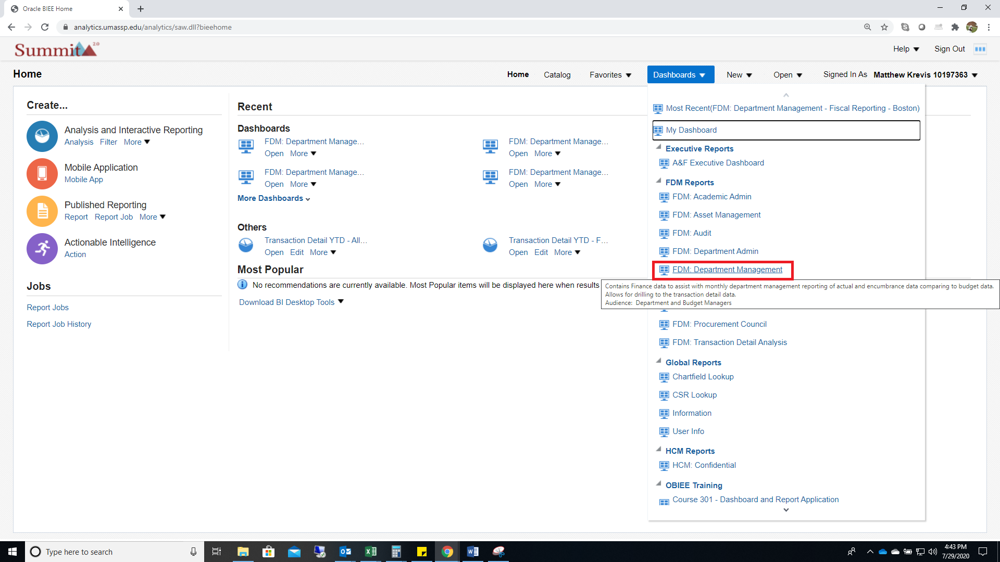 Oracle BIEE Home
analytics.umassp.edu/analytics/saw.dll?bieehome
Summit 2.0
Help
Sign Out
Home
Home
Catalog
Favorites
Dashboards
New
Open
Signed In As Matthew Krevis 10197363
Create...
Analysis and Interactive Reporting
Analysis Filter More
Mobile Application
Mobile App
Published Reporting
Report Report Job More
Actionable Intelligence
Action
Jobs
Report Jobs
Report Job History
Recent
Dashboards
FDM: Department Manage...
Open More
FDM: Department Manage...
Open More
FDM: Department Manage...
Open More
FDM: Department Manage...
Open More
More Dashboards
Others
Transaction Detail YTD - All...
Open Edit More
Transaction Detail YTD - F...
Open Edit More
Most Popular
No recommendations are currently available. Most Popular items will be displayed here when results
Download BI Desktop Tools
Most Recent(FDM: Department Management - Fiscal Reporting - Boston)
My Dashboard
Executive Reports
A&F Executive Dashboard
FDM Reports
FDM: Academic Admin
FDM: Asset Management
FDM: Audit
FDM: Department Admin
FDM: Department Management
Contains Finance data to assist with monthly department management reporting of actual and encumbrance data comparing to budget data.
Allows for drilling to the transaction detail data.
Audience: Department and Budget Managers
FDM: Procurement Council
FDM: Transaction Detail Analysis
Global Reports
Chartfield Lookup
CSR Lookup
Information
User Info
HCM Reports
HCM: Confidential
OBIEE Training
Course 301 - Dashboard and Report Application
Type here to search
4:43 PM
7/29/2020